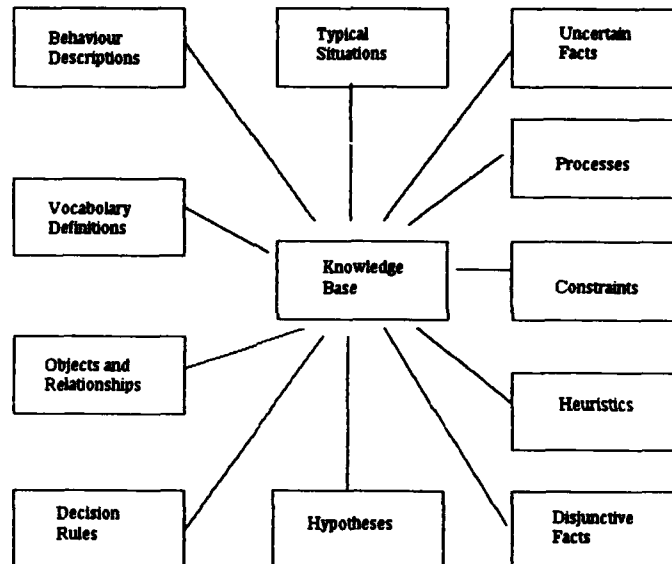 Behaviour
Descriptions
Typical
Situations
Uncertain
Facts
Processes
Vocabolary
Definitions
Knowledge
Base
Constraints
Objects and
Relationships
Heuristics
Decision
Rules
Hypotheses
Disjunctive
Facts